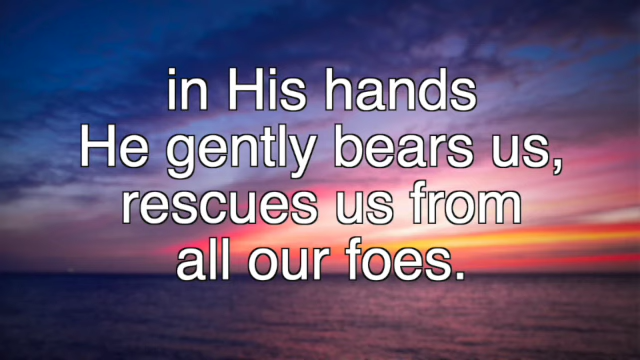 in His hands
He gently bears us,
rescues us from
all our foes.